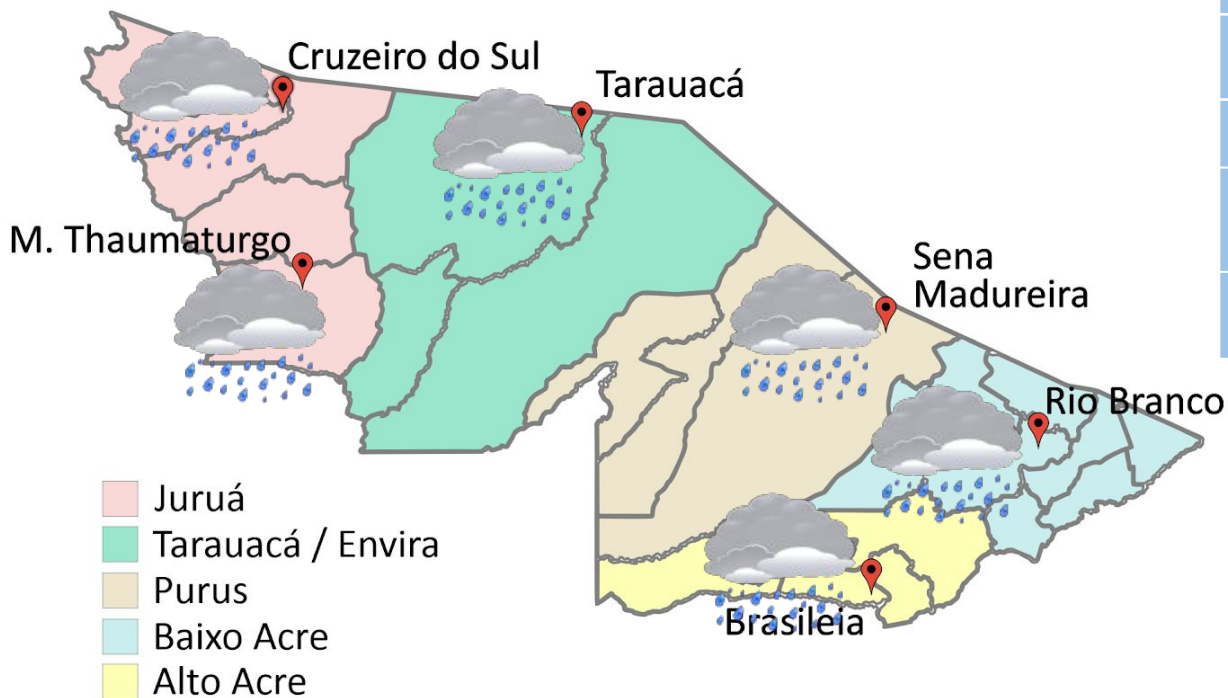 Cruzeiro do Sul
Tarauacá
M. Thaumaturgo
Sena
Madureira
Rio Branco
Brasileia
Juruá
Tarauacá / Envira
Purus
Baixo Acre
Alto Acre